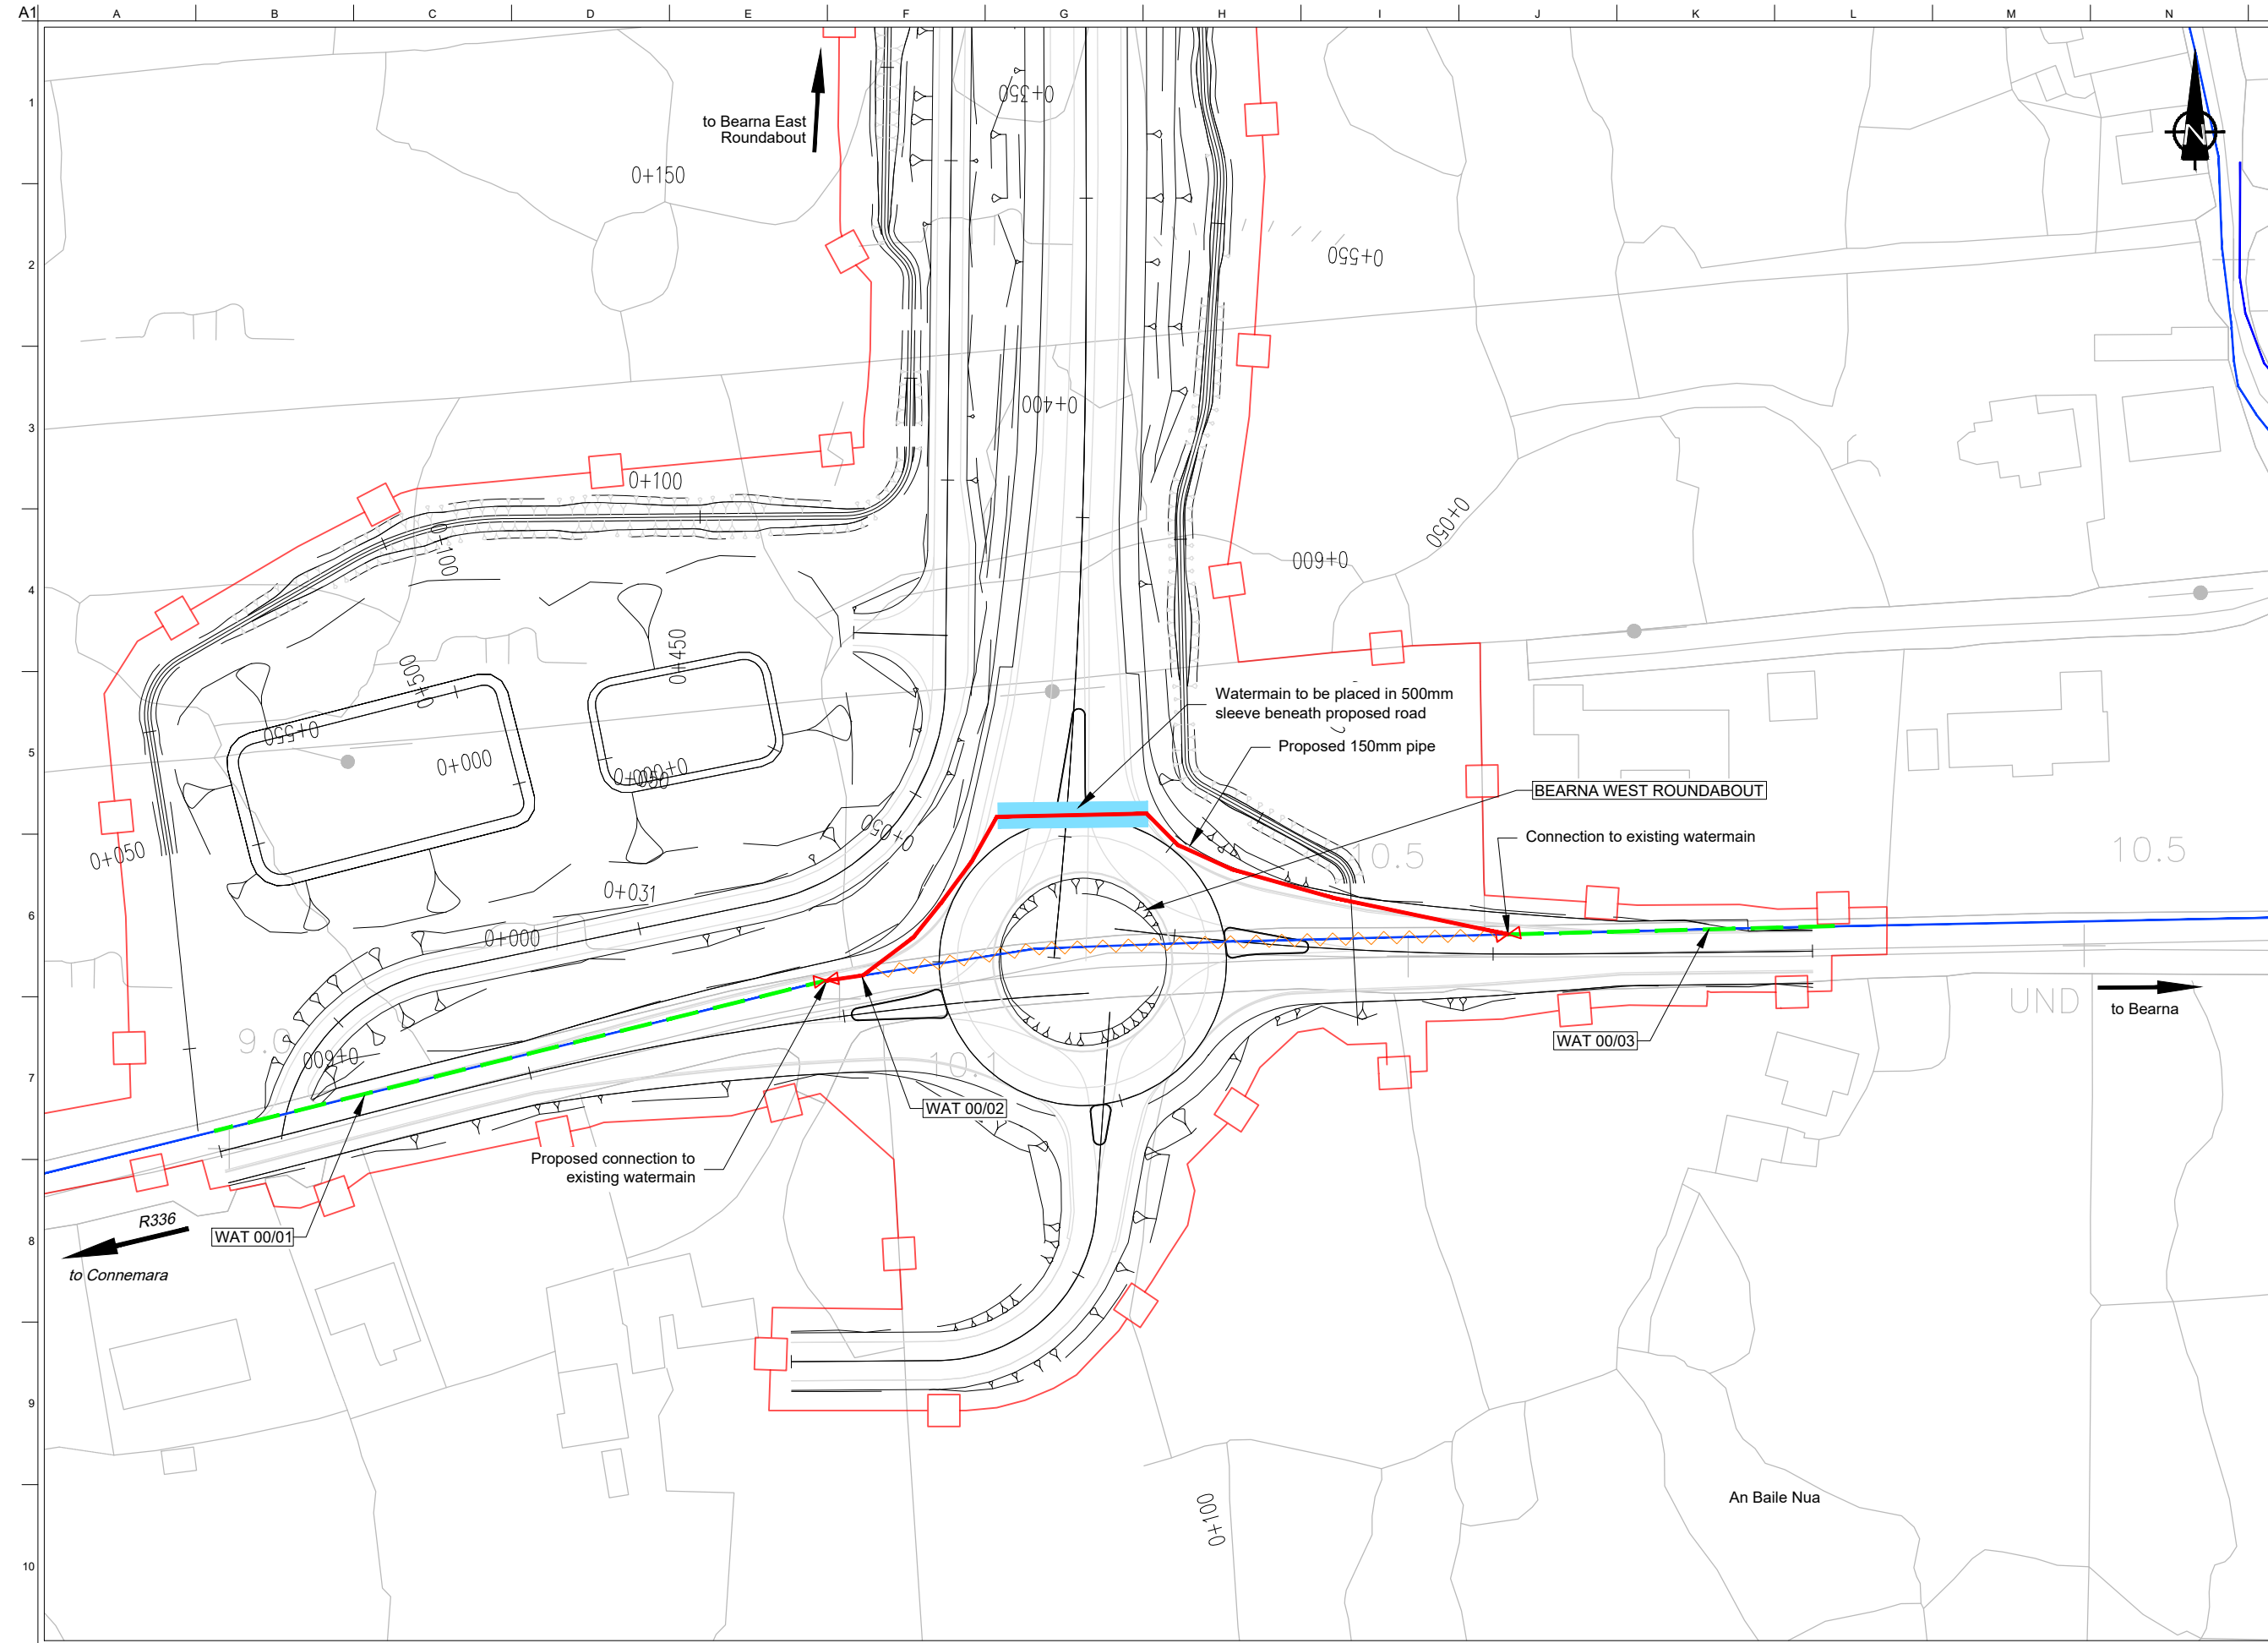 A1
A B C D E F G H I J K L M N
1
2
3
4
5
6
7
8
9
10
to Bearna East
Roundabout
0+350
N
0+150
0+550
0+400
0+100
0+050
0+100
0+600
0+450
0+500
Watermain to be placed in 500mm
sleeve beneath proposed road
0+550
Proposed 150mm pipe
0+000
BEARNA WEST ROUNDABOUT
0+050
Connection to existing watermain
0+050
10.5
10.5
0+031
0+000
UND
to Bearna
9.0
0+600
10.1
WAT 00/03
WAT 00/02
Proposed connection to
existing watermain
R336
WAT 00/01
to Connemara
An Baile Nua
0+100